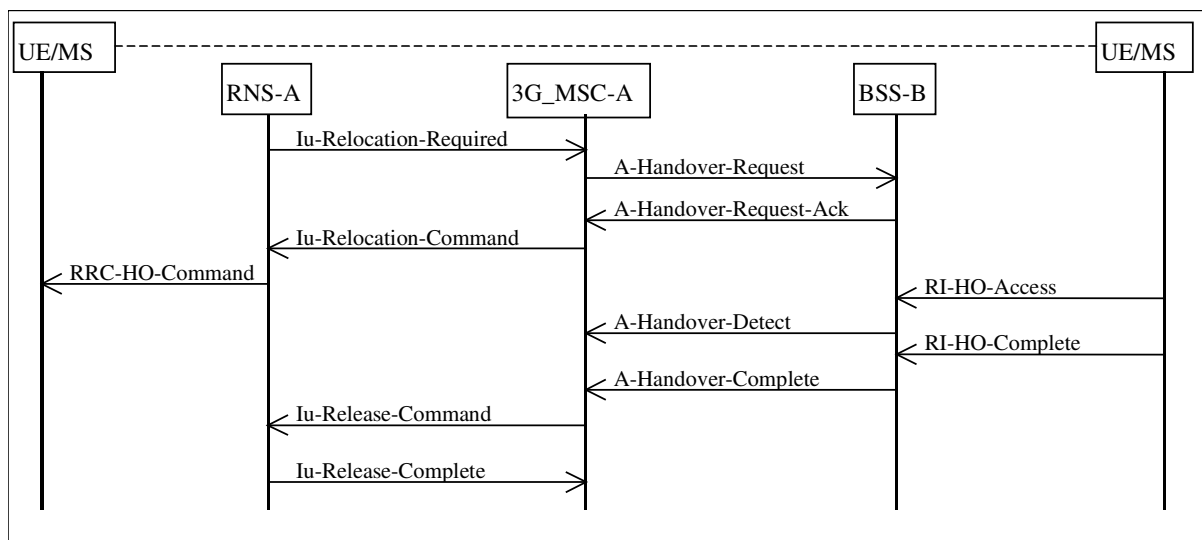 UE/MS
UE/MS
RNS-A
3G_MSC-A
BSS-B
Iu-Relocation-Required
A-Handover-Request
A-Handover-Request-Ack
Iu-Relocation-Command
RRC-HO-Command
RI-HO-Access
A-Handover-Detect
RI-HO-Complete
A-Handover-Complete
Iu-Release-Command
Iu-Release-Complete